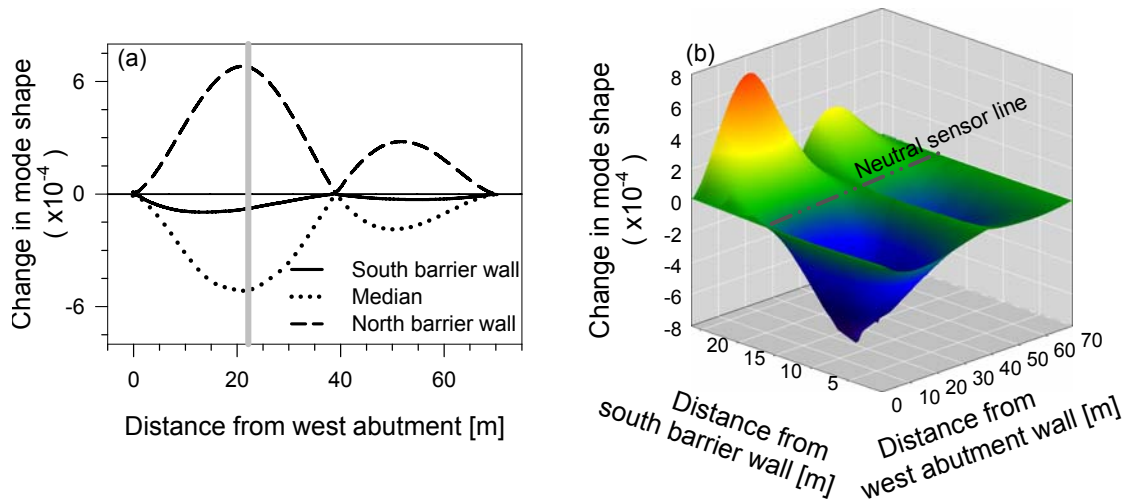 (a)
Change in mode shape
( x10-4)
6
0
-6
South barrier wall
Median
North barrier wall
0
20
40
60
Distance from west abutment [m]
(b)
Change in mode shape
( x10-4)
8
6
4
2
0
-2
-4
-6
-8
Neutral sensor line
20
15
10
5
Distance from
south barrier wall [m]
0
10
20
30
40
50
60
70
Distance from
west abutment wall [m]